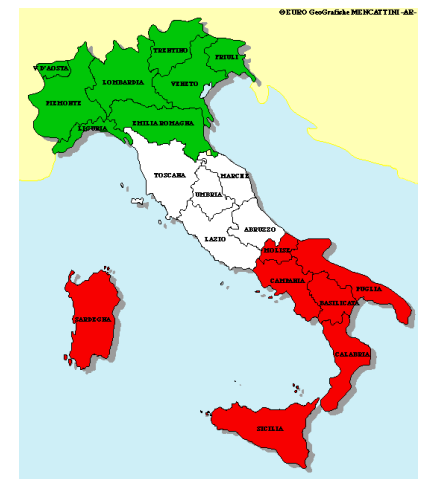 ©EURO GeoGrafiche MENCATTINI -AR-
TRENTINO
FRIULI
V.D'AOSTA
LOMBARDIA
VENETO
PIEMONTE
EMILIA ROMAGNA
LIGURIA
TOSCANA
MARCHE
UMBRIA
ABRUZZO
LAZIO
MOLISE
CAMPANIA
PUGLIA
BASILICATA
SARDEGNA
CALABRIA
SICILIA